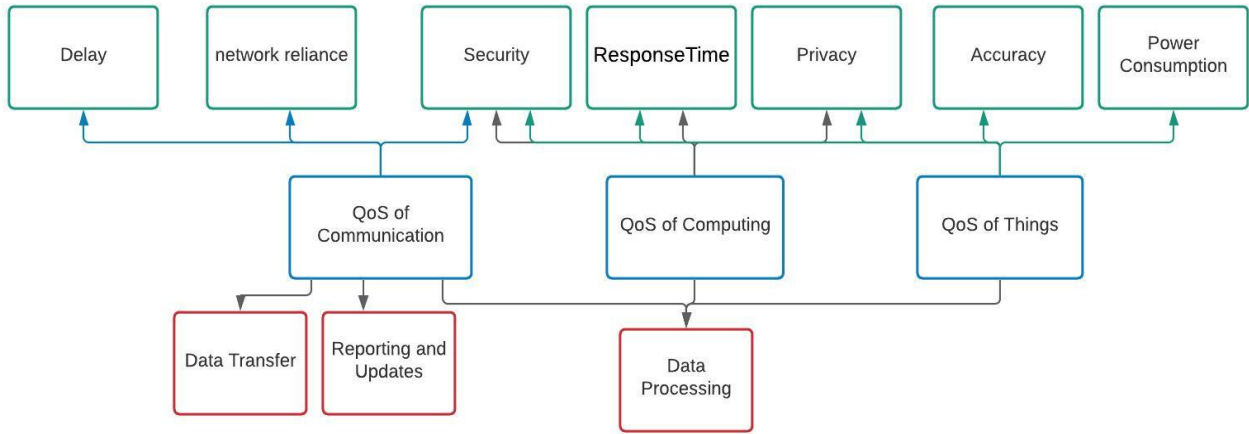 Delay
network reliance
Security
ResponseTime
Privacy
Accuracy
Power
Consumption
QoS of
Communication
QoS of Computing
QoS of Things
Data Transfer
Reporting and
Updates
Data
Processing